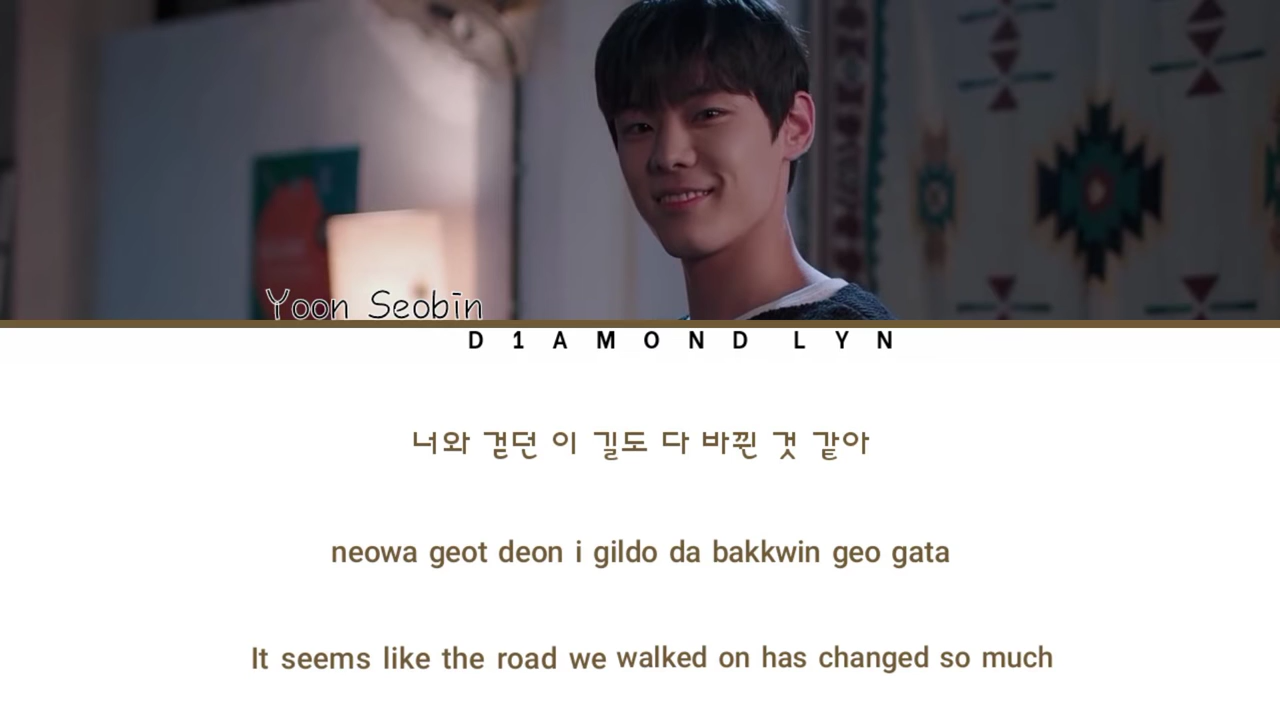 Yoon Seobin
D1AMOND LYN
너와 걷던 이 길도 다 바뀐 것 같아
neowa geot deon i gildo da bakkwin geo gata
It seems like the road we walked on has changed so much